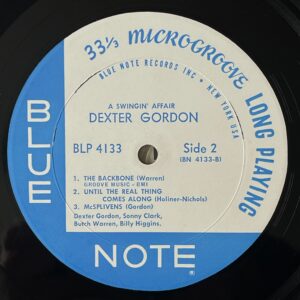 33⅓ MICROGROOVE LONG PLAYING
BLUE NOTE RECORDS INC • NEW YORK USA
A SWINGIN' AFFAIR
DEXTER GORDON
BLP 4133 Side 2
(BN 4133-B)
1. THE BACKBONE (Warren)
GROOVE MUSIC - BMI
2. UNTIL THE REAL THING
COMES ALONG (Holiner-Nichols)
3. McSPLIVENS (Gordon)
Dexter Gordon, Sonny Clark,
Butch Warren, Billy Higgins.
BLUE
NOTE
®